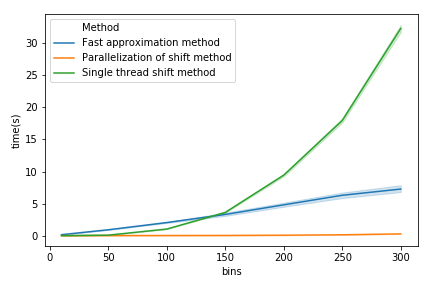 Method
Fast approximation method
Parallelization of shift method
Single thread shift method
time(s)
30
25
20
15
10
5
0
0 50 100 150 200 250 300
bins